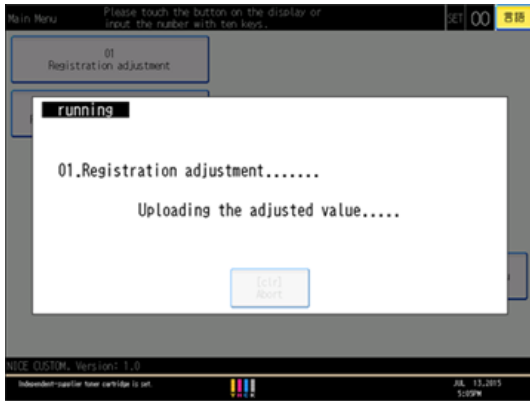 Main Menu
Please touch the button on the display or
input the number with ten keys.
SET 00
言語
01
Registration adjustment
running
01.Registration adjustment.......
Uploading the adjusted value.....
[clr]
Abort
NICE CUSTOM. Version: 1.0
Independent-supplier toner cartridge is set.
Y M C K
JUL 13,2015
5:05PM